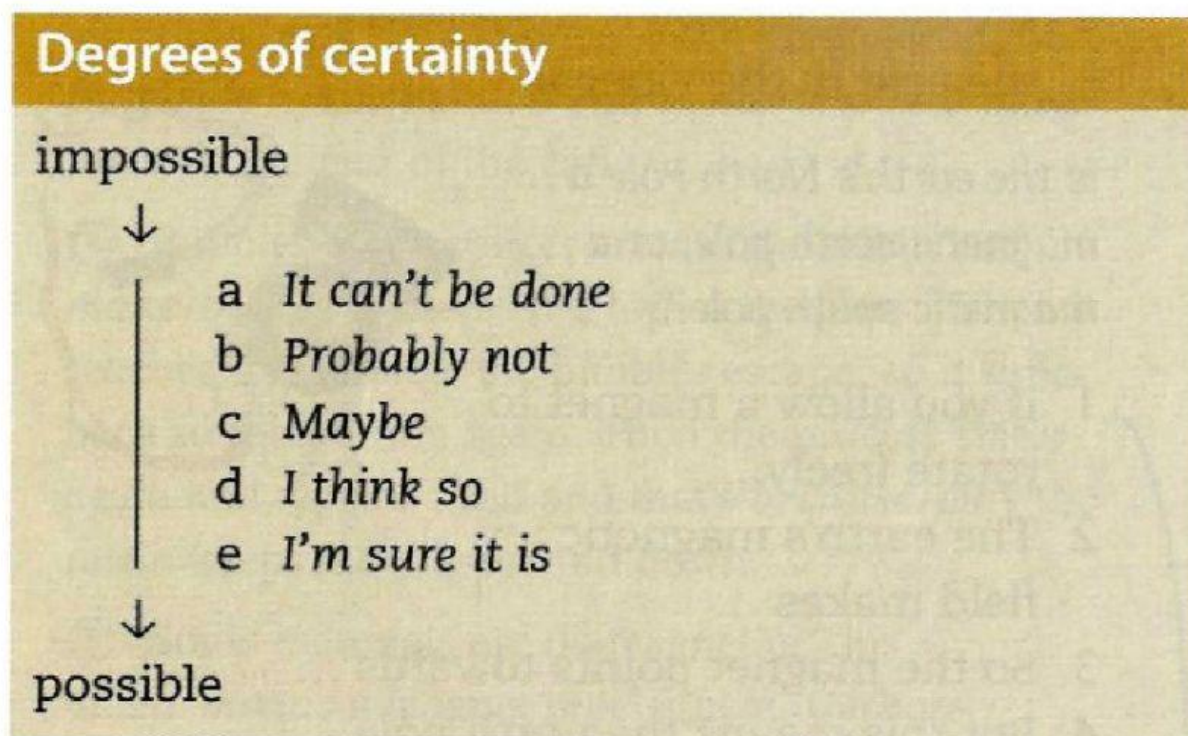 Degrees of certainty
impossible
↓
a It can't be done
b Probably not
c Maybe
d I think so
e I'm sure it is
↓
possible